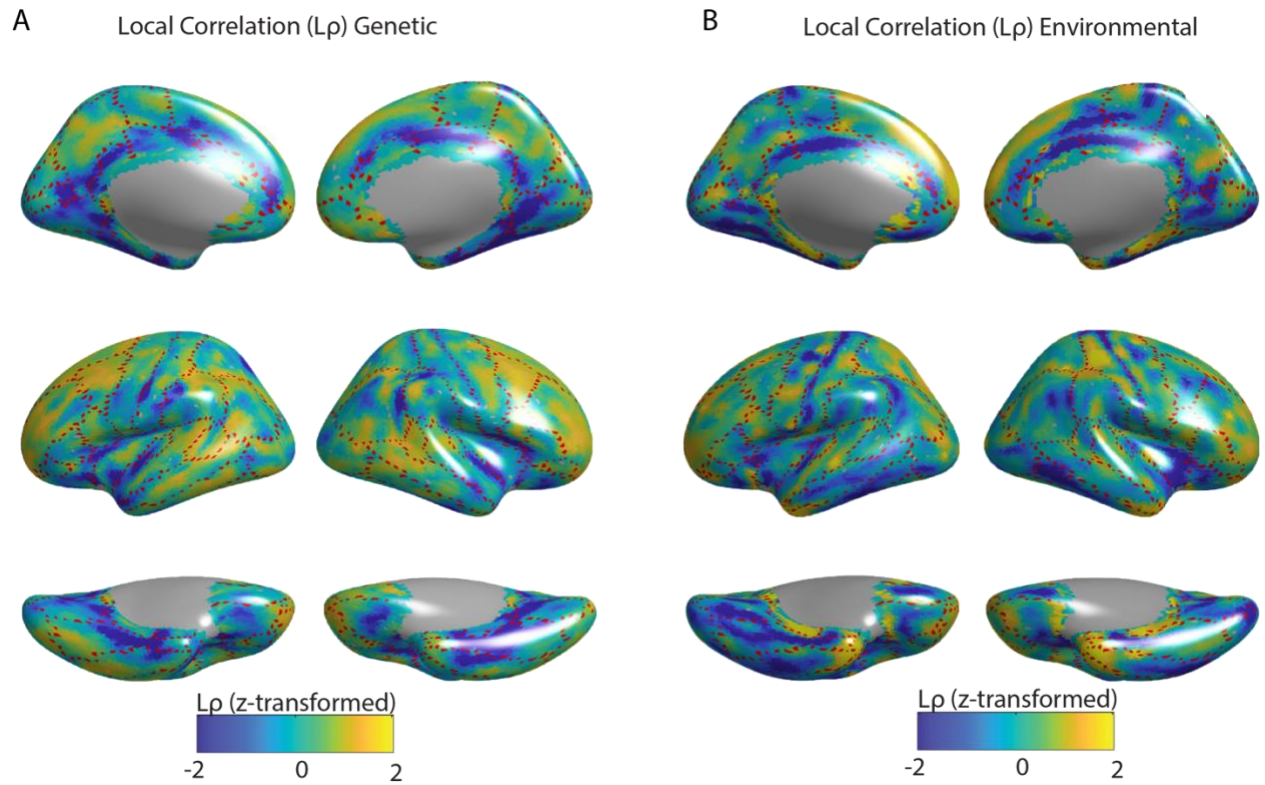 A
Local Correlation (Lρ) Genetic
B
Local Correlation (Lρ) Environmental
Lρ (z-transformed)
-2 0 2
Lρ (z-transformed)
-2 0 2